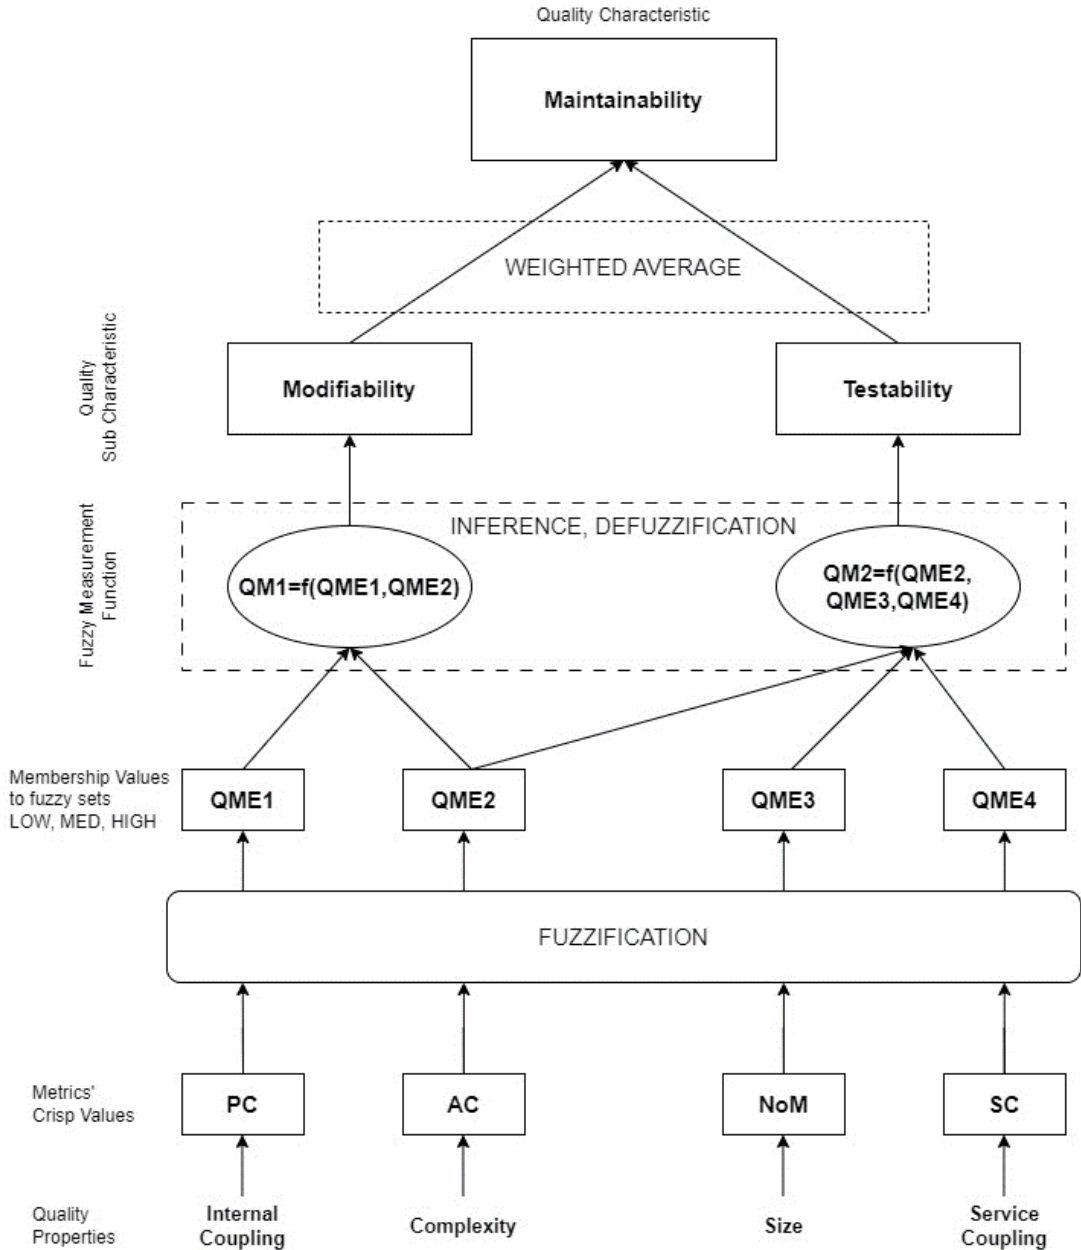 Quality Characteristic
Maintainability
WEIGHTED AVERAGE
Quality
Sub Characteristic
Modifiability
Testability
Fuzzy Measurement
Function
INFERENCE, DEFUZZIFICATION
QM1=f(QME1,QME2)
QM2=f(QME2,
QME3,QME4)
Membership Values
to fuzzy sets
LOW, MED, HIGH
QME1
QME2
QME3
QME4
FUZZIFICATION
Metrics'
Crisp Values
PC
AC
NoM
SC
Quality
Properties
Internal
Coupling
Complexity
Size
Service
Coupling